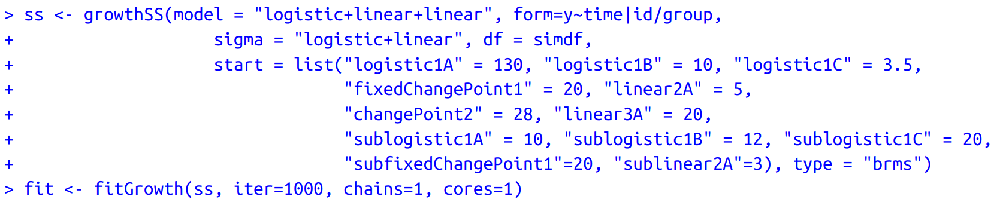 > ss <- growthSS(model = "logistic+linear+linear", form=y~time|id/group,
+                    sigma = "logistic+linear", df = simdf,
+                    start = list("logistic1A" = 130, "logistic1B" = 10, "logistic1C" = 3.5,
+                                 "fixedChangePoint1" = 20, "linear2A" = 5,
+                                 "changePoint2" = 28, "linear3A" = 20,
+                                 "sublogistic1A" = 10, "sublogistic1B" = 12, "sublogistic1C" = 20,
+                                 "subfixedChangePoint1"=20, "sublinear2A"=3), type = "brms")
> fit <- fitGrowth(ss, iter=1000, chains=1, cores=1)